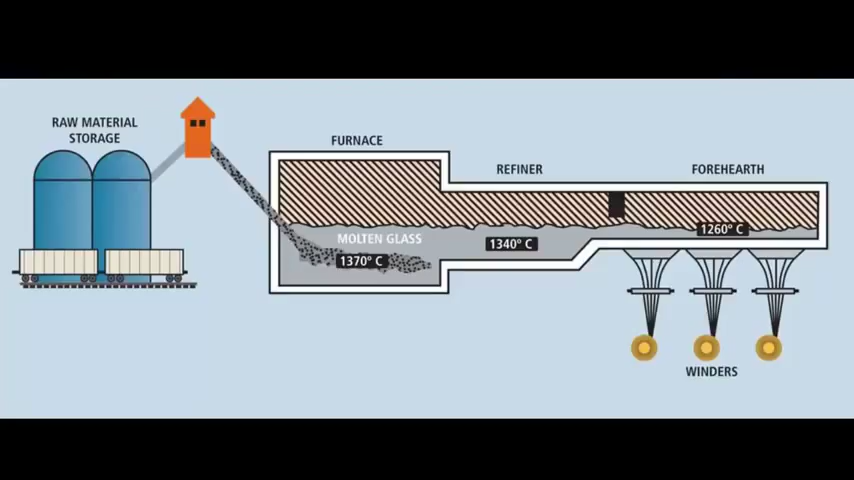 RAW MATERIAL
STORAGE
FURNACE
REFINER
FOREHEARTH
MOLTEN GLASS
1370° C
1340° C
1260° C
WINDERS